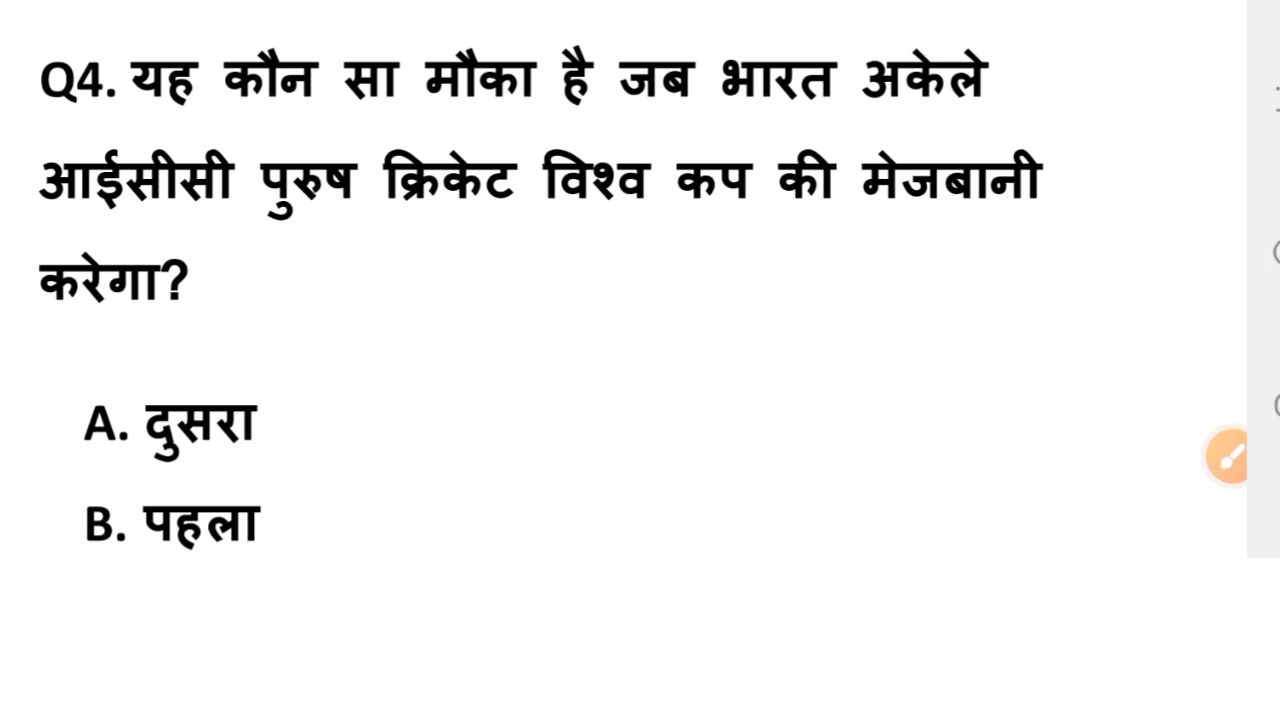 Q4. यह कौन सा मौका है जब भारत अकेले
आईसीसी पुरुष क्रिकेट विश्व कप की मेजबानी
करेगा?
A. दुसरा
B. पहला